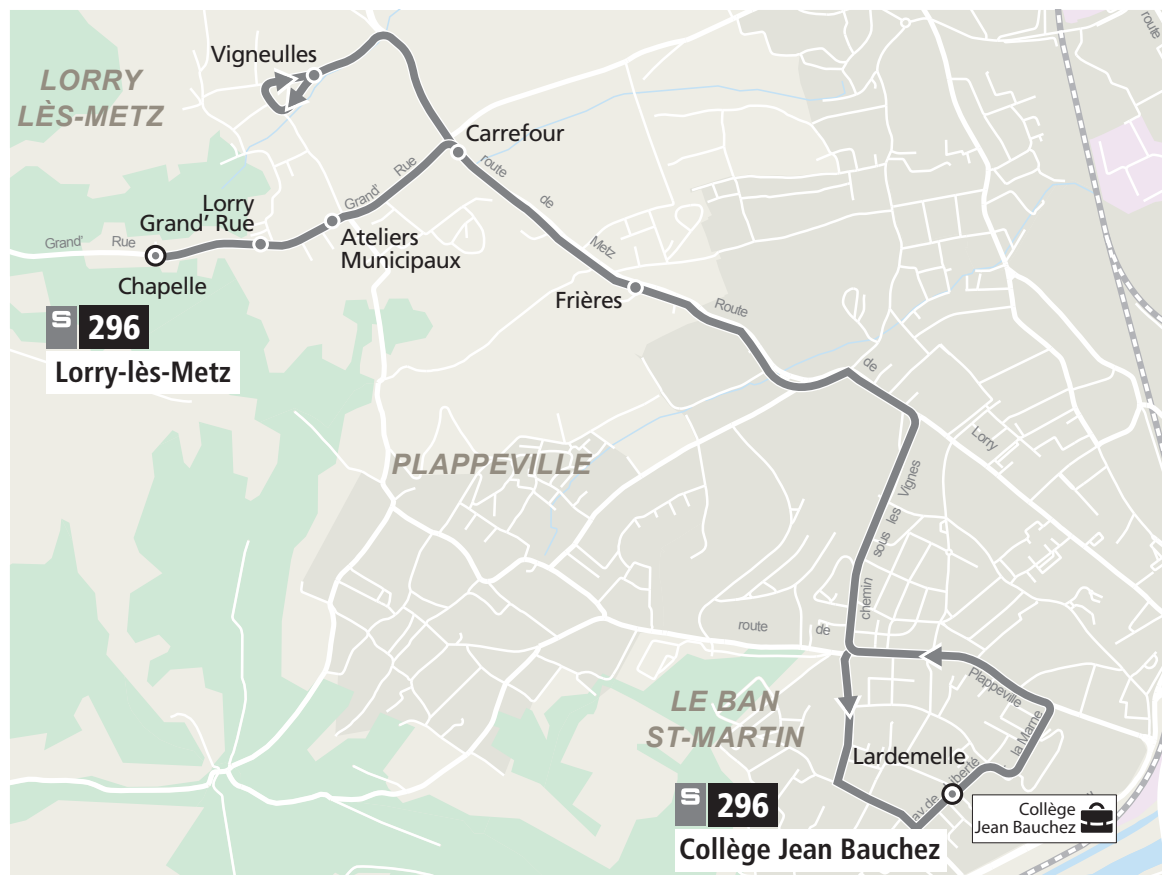 route
Vigneulles
LORRY
LÈS-METZ
Carrefour
route de Metz
Grand' Rue
Lorry
Grand' Rue
Grand' Rue
Ateliers
Municipaux
Chapelle
S 296
Lorry-lès-Metz
Frières
Route de Lorry
PLAPPEVILLE
chemin sous les Vignes
route de Plappeville
LE BAN
ST-MARTIN
la Marne
Lardemelle
av de
iberté
S 296
Collège Jean Bauchez
Collège
Jean Bauchez